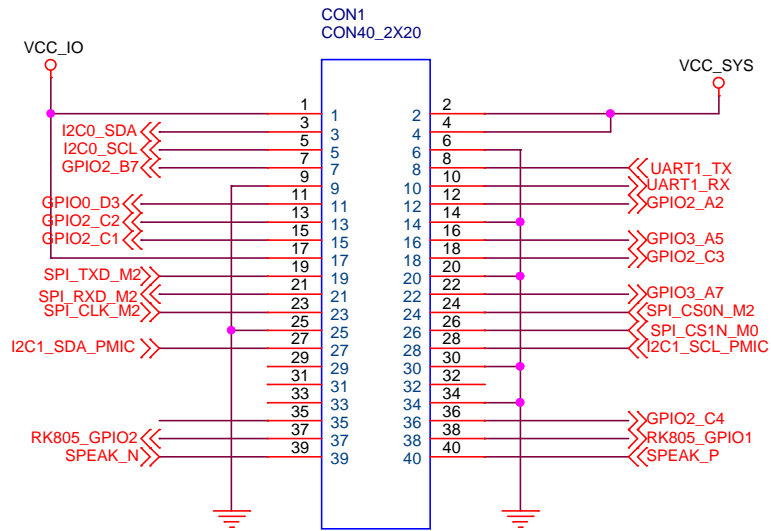 CON1
CON40_2X20
VCC_IO
VCC_SYS
1 1 2 2
I2C0_SDA 3 3 4 4
I2C0_SCL 5 5 6 6
GPIO2_B7 7 7 8 8 UART1_TX
9 9 10 10 UART1_RX
GPIO0_D3 11 11 12 12 GPIO2_A2
GPIO2_C2 13 13 14 14
GPIO2_C1 15 15 16 16 GPIO3_A5
17 17 18 18 GPIO2_C3
SPI_TXD_M2 19 19 20 20
SPI_RXD_M2 21 21 22 22 GPIO3_A7
SPI_CLK_M2 23 23 24 24 SPI_CS0N_M2
25 25 26 26 SPI_CS1N_M0
I2C1_SDA_PMIC 27 27 28 28 I2C1_SCL_PMIC
29 29 30 30
31 31 32 32
33 33 34 34
35 35 36 36 GPIO2_C4
RK805_GPIO2 37 37 38 38 RK805_GPIO1
SPEAK_N 39 39 40 40 SPEAK_P